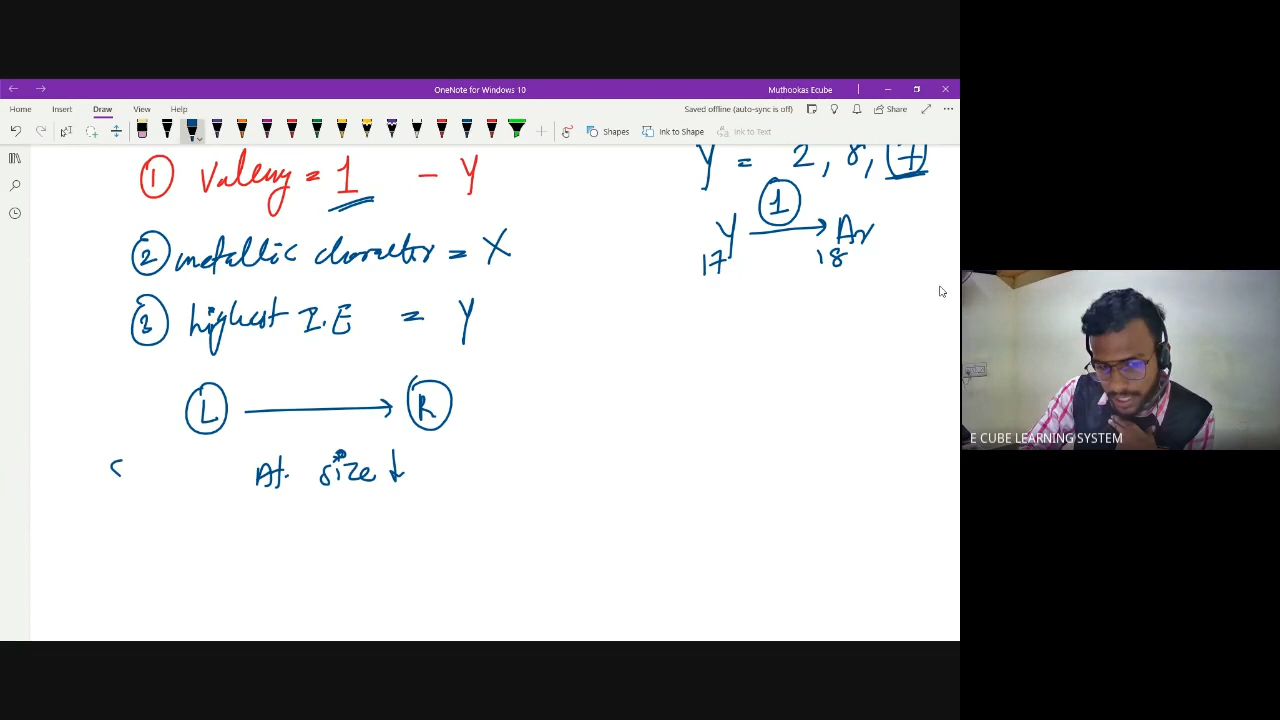 OneNote for Windows 10
Muthookas Ecube
Home Insert Draw View Help
Saved offline (auto-sync is off)
Share
Shapes
Ink to Shape
Ink to Text
① Valency = 1 – Y
② metallic character = X
③ highest I.E = Y
L → R
At. size ↓
Y = 2, 8, 7
1
Y → Ar
17 18
E CUBE LEARNING SYSTEM